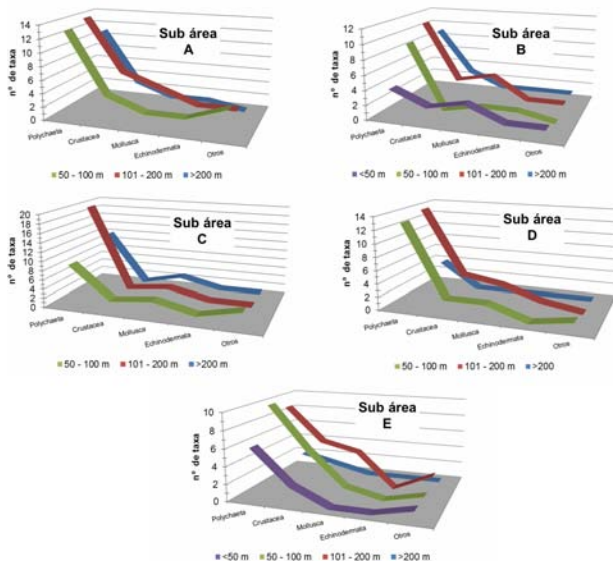 Sub área
A
nº de taxa
14
12
10
8
6
4
2
0
Polychaeta
Crustacea
Mollusca
Echinodermata
Otros
50 - 100 m 101 - 200 m >200 m
Sub área
B
nº de taxa
12
10
8
6
4
2
0
Polychaeta
Crustacea
Mollusca
Echinodermata
Otros
<50 m 50 - 100 m 101 - 200 m >200 m
Sub área
C
nº de taxa
20
18
16
14
12
10
8
6
4
2
0
Polychaeta
Crustacea
Mollusca
Echinodermata
Otros
50 - 100 m 101 - 200 m >200 m
Sub área
D
nº de taxa
14
12
10
8
6
4
2
0
Polychaeta
Crustacea
Mollusca
Echinodermata
Otros
50 - 100 m 101 - 200 m >200
Sub área
E
nº de taxa
10
8
6
4
2
0
Polychaeta
Crustacea
Mollusca
Echinodermata
Otros
<50 m 50 - 100 m 101 - 200 m >200 m